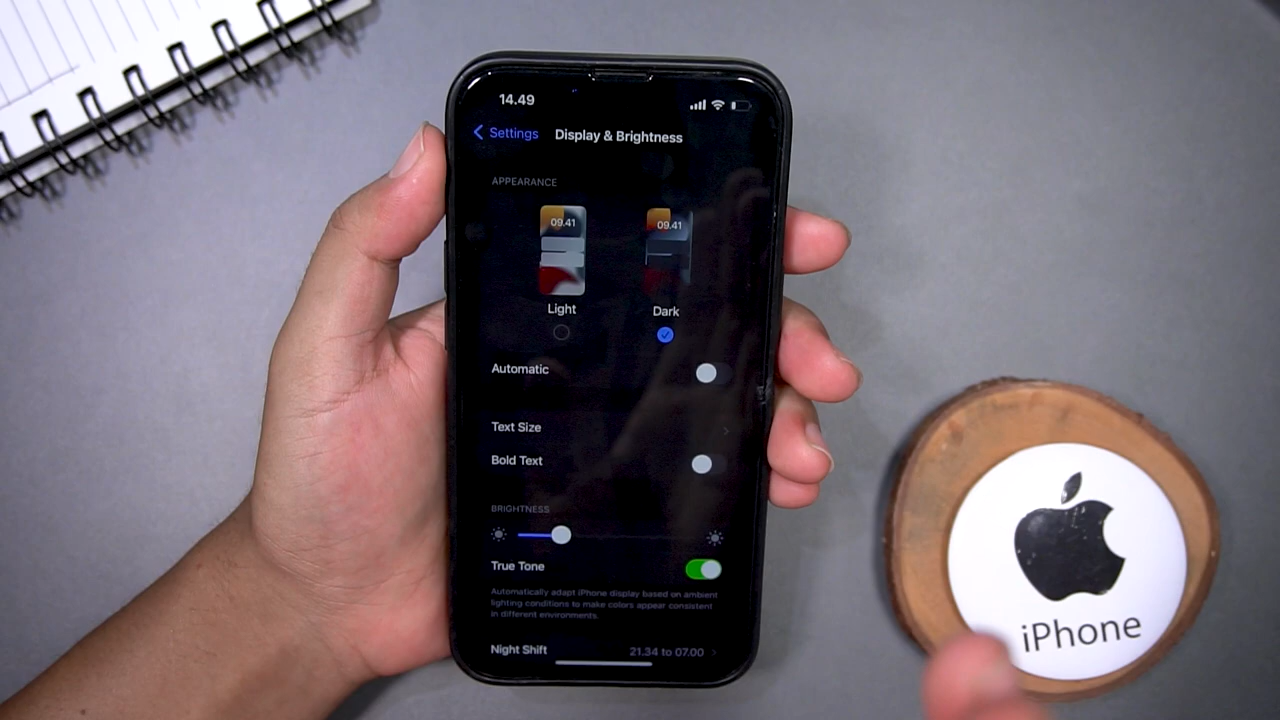 14.49
Settings
Display & Brightness
APPEARANCE
09.41
09.41
Light
Dark
Automatic
Text Size
Bold Text
BRIGHTNESS
True Tone
Automatically adapt iPhone display based on ambient
lighting conditions to make colors appear consistent
in different environments.
Night Shift
21.34 to 07.00
iPhone